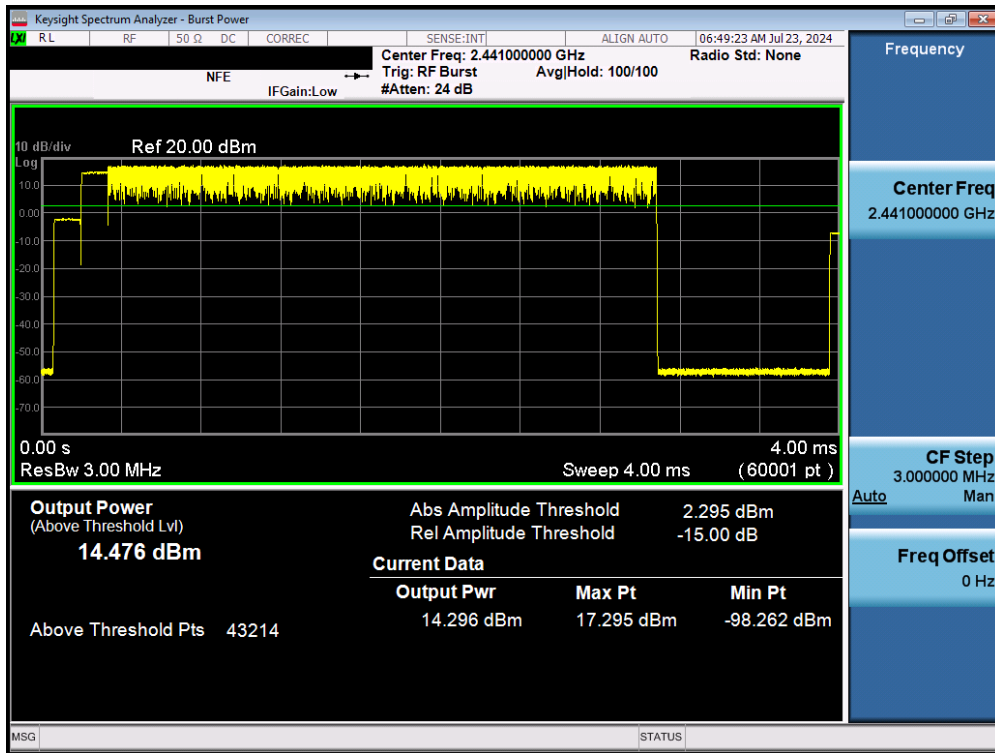 Keysight Spectrum Analyzer - Burst Power
LXI RL RF 50 Ω DC CORREC SENSE:INT ALIGN AUTO 06:49:23 AM Jul 23, 2024
Center Freq: 2.441000000 GHz Radio Std: None
NFE Trig: RF Burst Avg|Hold: 100/100
IFGain:Low #Atten: 24 dB
10 dB/div Ref 20.00 dBm
Log
10.0
0.00
-10.0
-20.0
-30.0
-40.0
-50.0
-60.0
-70.0
0.00 s 4.00 ms
ResBw 3.00 MHz Sweep 4.00 ms (60001 pt )
Output Power
(Above Threshold Lvl)
14.476 dBm
Above Threshold Pts 43214
Abs Amplitude Threshold 2.295 dBm
Rel Amplitude Threshold -15.00 dB
Current Data
Output Pwr Max Pt Min Pt
14.296 dBm 17.295 dBm -98.262 dBm
Frequency
Center Freq
2.441000000 GHz
CF Step
3.000000 MHz
Auto Man
Freq Offset
0 Hz
MSG STATUS